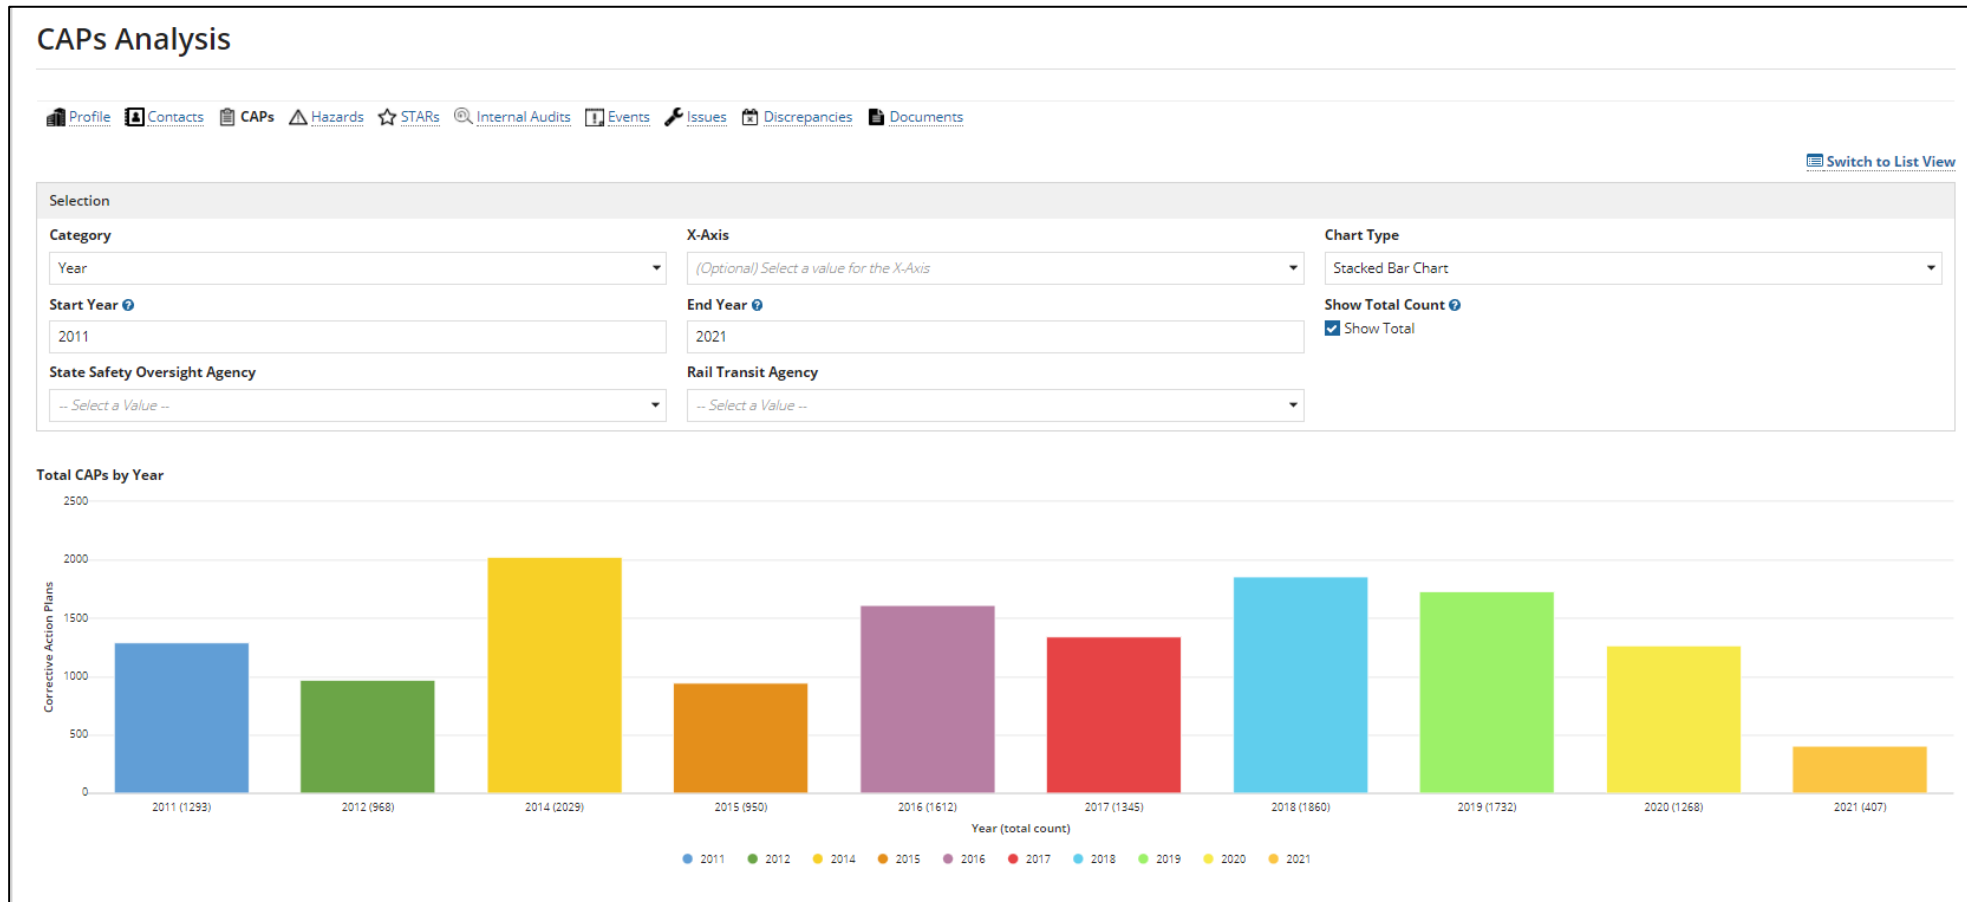 CAPs Analysis
Profile Contacts CAPs Hazards STARs Internal Audits Events Issues Discrepancies Documents
Switch to List View
Selection
Category X-Axis Chart Type
Year (Optional) Select a value for the X-Axis Stacked Bar Chart
Start Year End Year Show Total Count
2011 2021 Show Total
State Safety Oversight Agency Rail Transit Agency
-- Select a Value -- -- Select a Value --
Total CAPs by Year
2500
2000
1500
1000
500
0
Corrective Action Plans
2011 (1293) 2012 (968) 2014 (2029) 2015 (950) 2016 (1612) 2017 (1345) 2018 (1860) 2019 (1732) 2020 (1268) 2021 (407)
Year (total count)
2011 2012 2014 2015 2016 2017 2018 2019 2020 2021